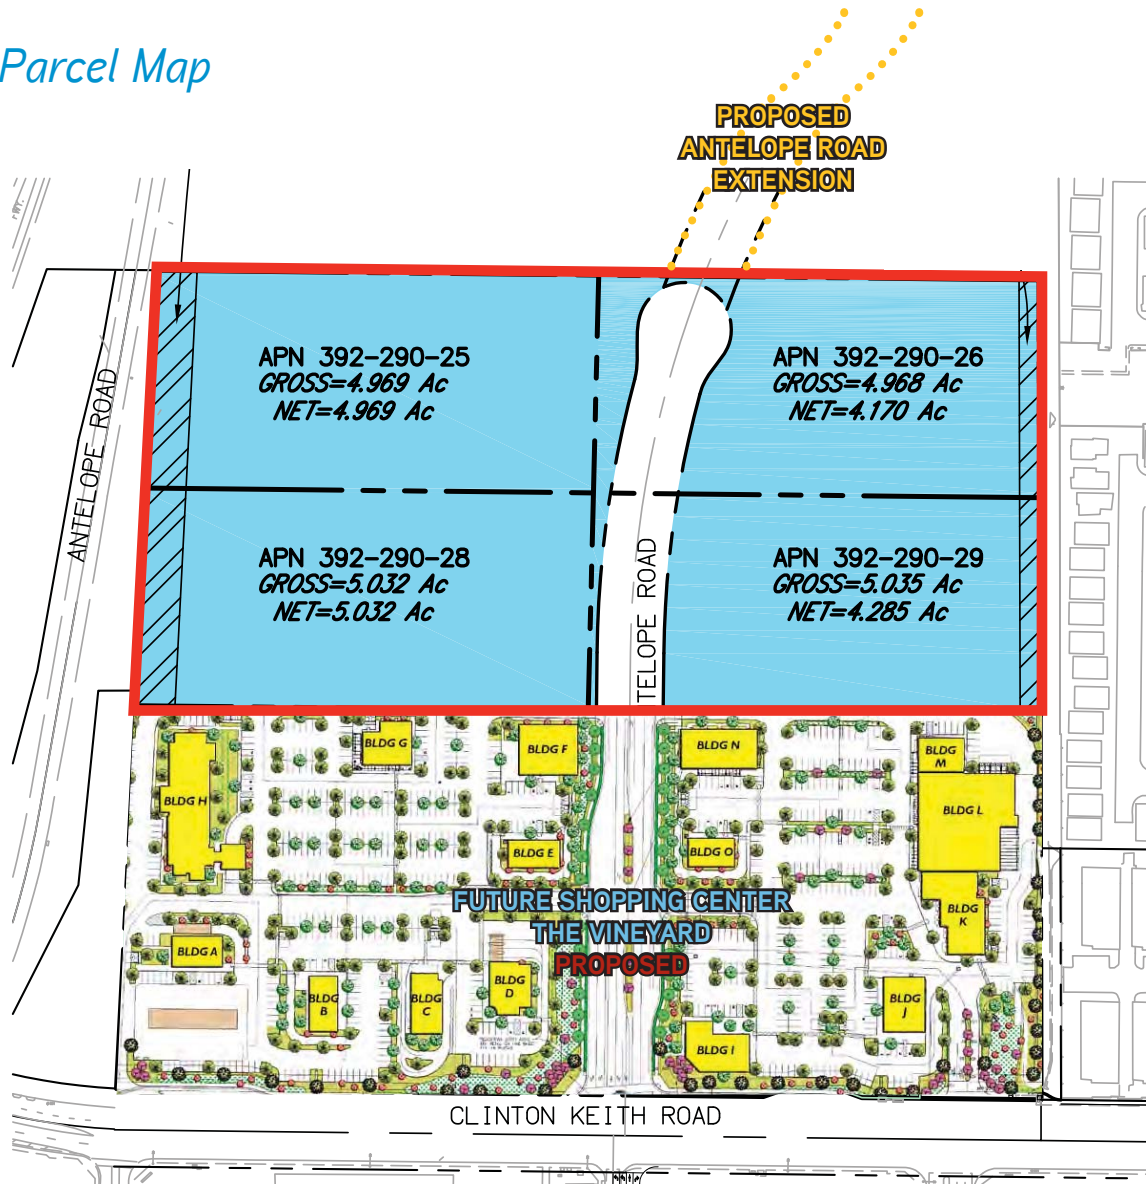 Parcel Map
PROPOSED
ANTELOPE ROAD
EXTENSION
ANTELOPE ROAD
APN 392-290-25
GROSS=4.969 Ac
NET=4.969 Ac
APN 392-290-26
GROSS=4.968 Ac
NET=4.170 Ac
APN 392-290-28
GROSS=5.032 Ac
NET=5.032 Ac
APN 392-290-29
GROSS=5.035 Ac
NET=4.285 Ac
TELOPE ROAD
BLDG G
BLDG F
BLDG N
BLDG
M
BLDG H
BLDG L
BLDG E
BLDG O
FUTURE SHOPPING CENTER
THE VINEYARD
PROPOSED
BLDG
K
BLDG A
BLDG
B
BLDG
C
BLDG
D
BLDG
J
BLDG I
CLINTON KEITH ROAD